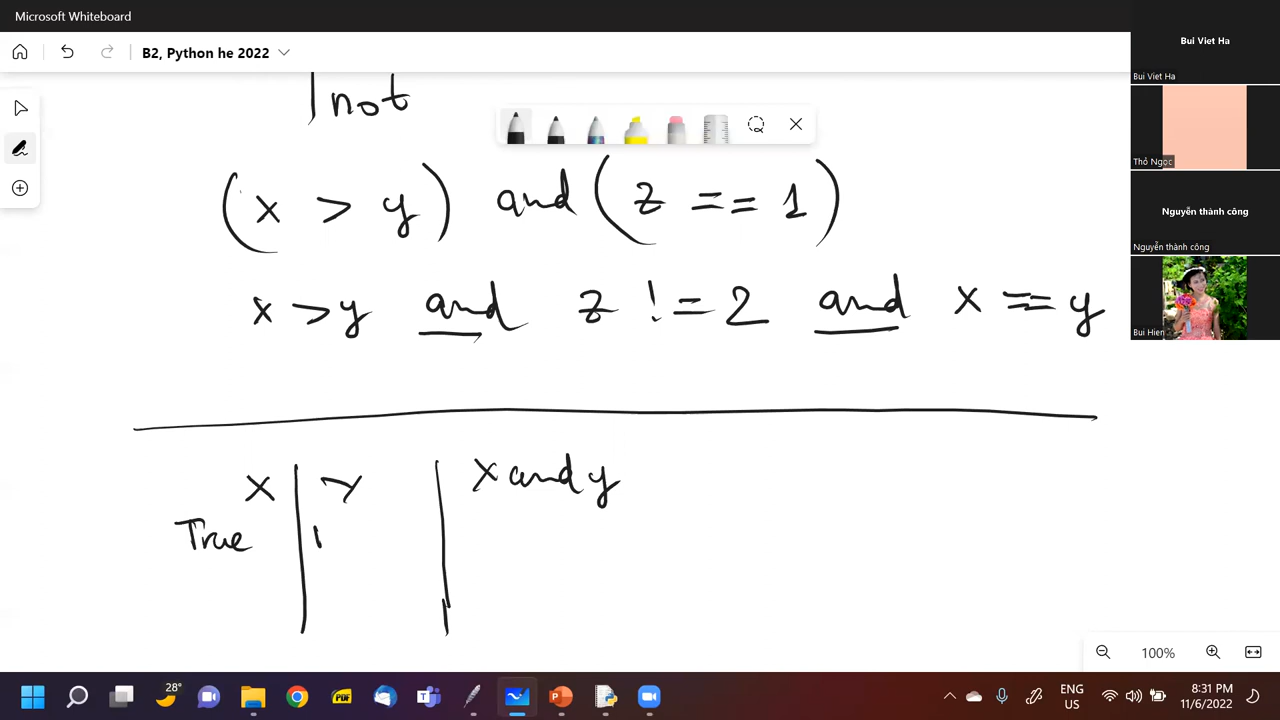 Microsoft Whiteboard
B2, Python he 2022
Bui Viet Ha
Bui Viet Ha
Thỏ Ngọc
Nguyễn thành công
Nguyễn thành công
Bui Hien
not
(x > y) and (z == 1)
x > y and z != 2 and x == y
X Y X and y
True
100%
28°
PDF
ENG
US
8:31 PM
11/6/2022